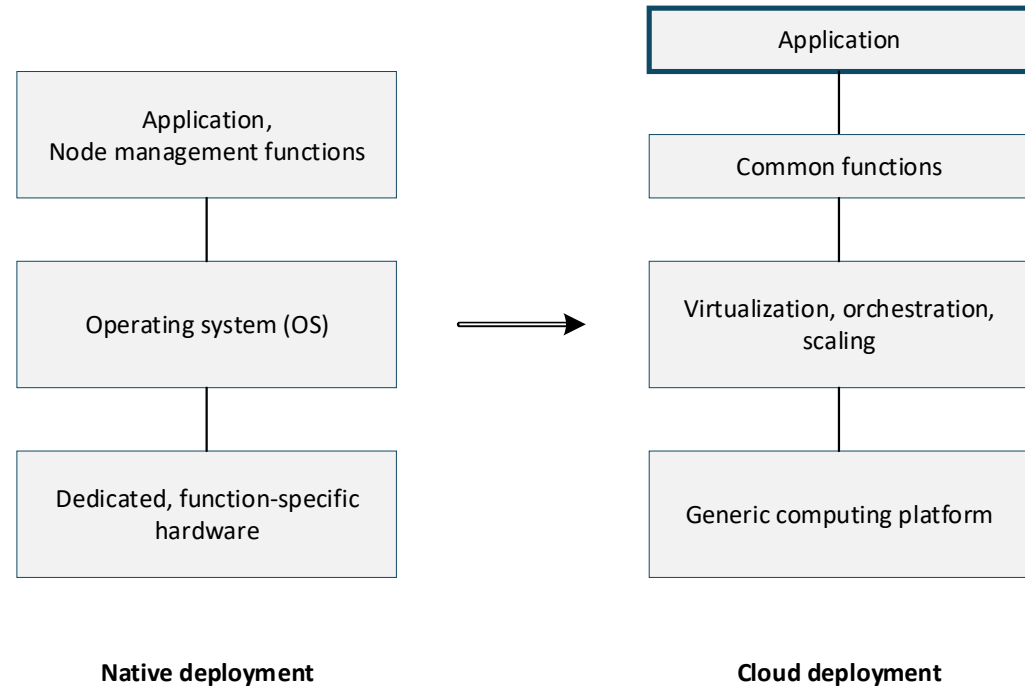 Application,
Node management functions
Operating system (OS)
Dedicated, function-specific
hardware
Native deployment
Application
Common functions
Virtualization, orchestration,
scaling
Generic computing platform
Cloud deployment